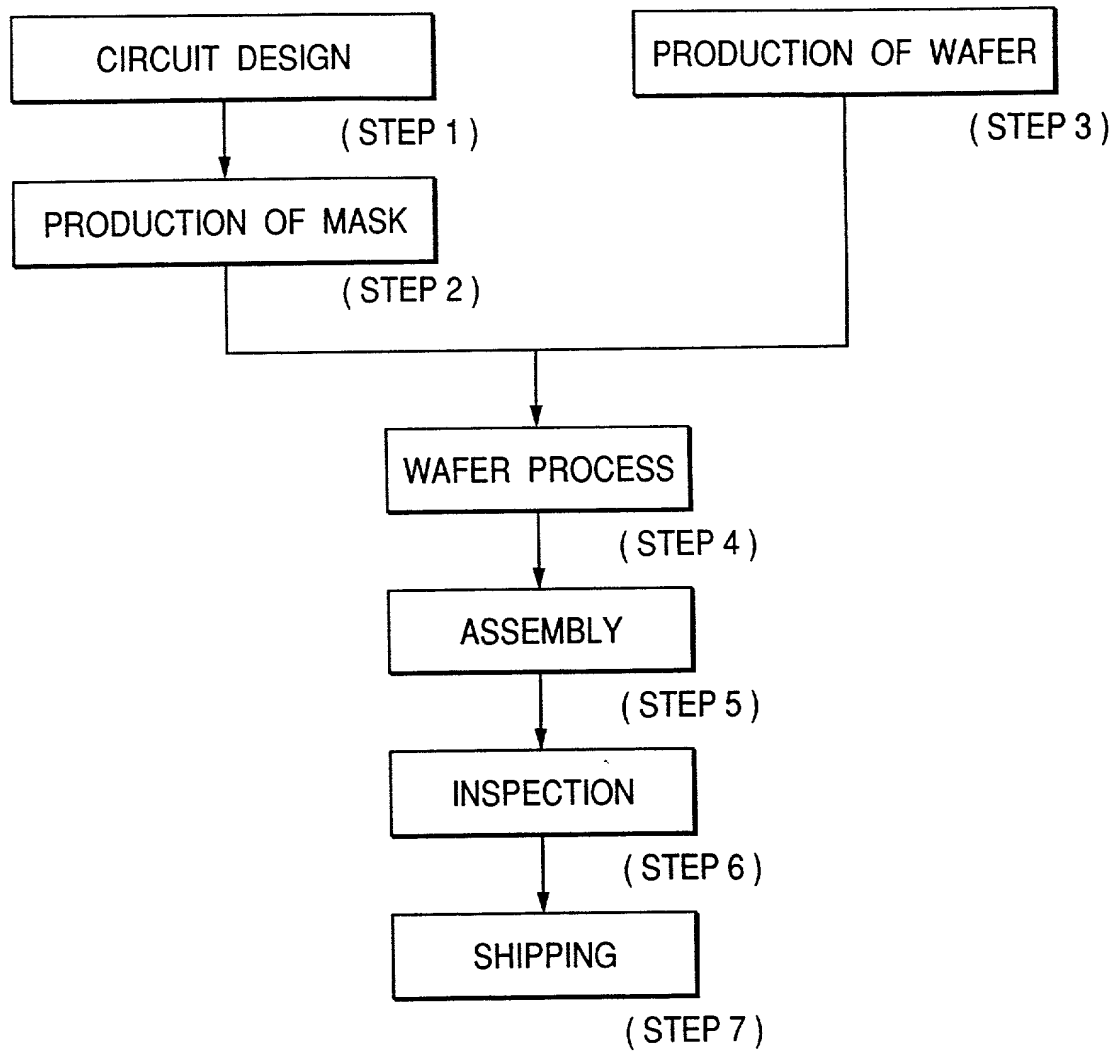 CIRCUIT DESIGN
(STEP 1)
PRODUCTION OF MASK
(STEP 2)
PRODUCTION OF WAFER
(STEP 3)
WAFER PROCESS
(STEP 4)
ASSEMBLY
(STEP 5)
INSPECTION
(STEP 6)
SHIPPING
(STEP 7)